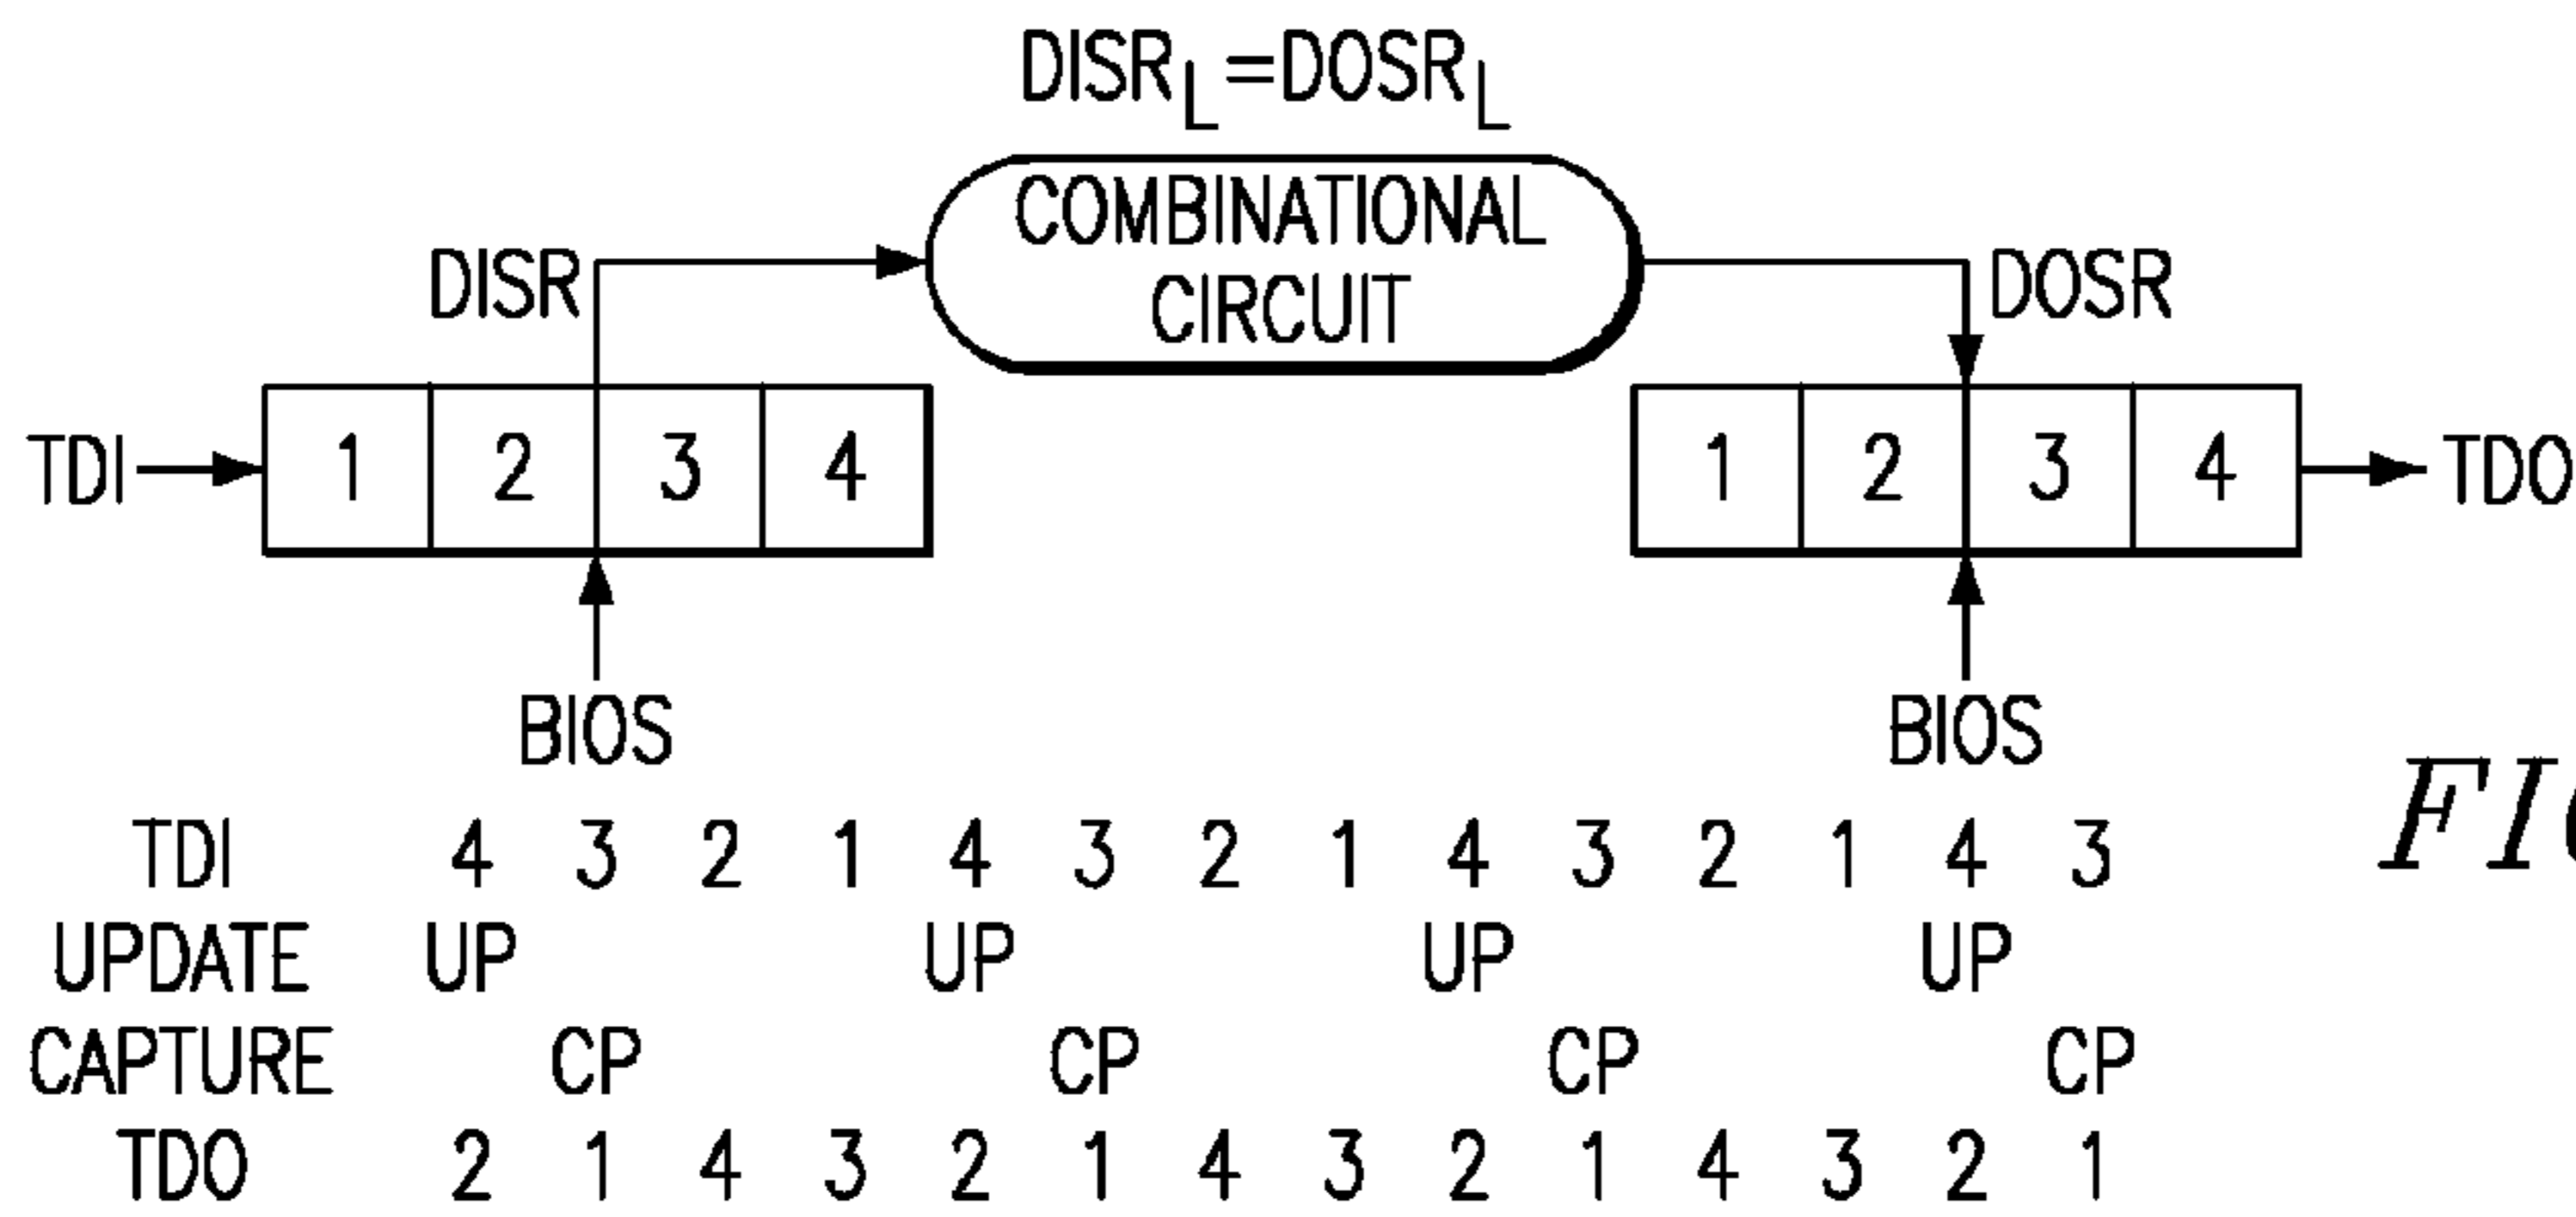 DISRL=DOSRL
COMBINATIONAL
CIRCUIT
DISR
DOSR
TDI
1 2 3 4
1 2 3 4
TDO
BIOS
BIOS
TDI 4 3 2 1 4 3 2 1 4 3 2 1 4 3
UPDATE UP UP UP UP
CAPTURE CP CP CP CP
TDO 2 1 4 3 2 1 4 3 2 1 4 3 2 1